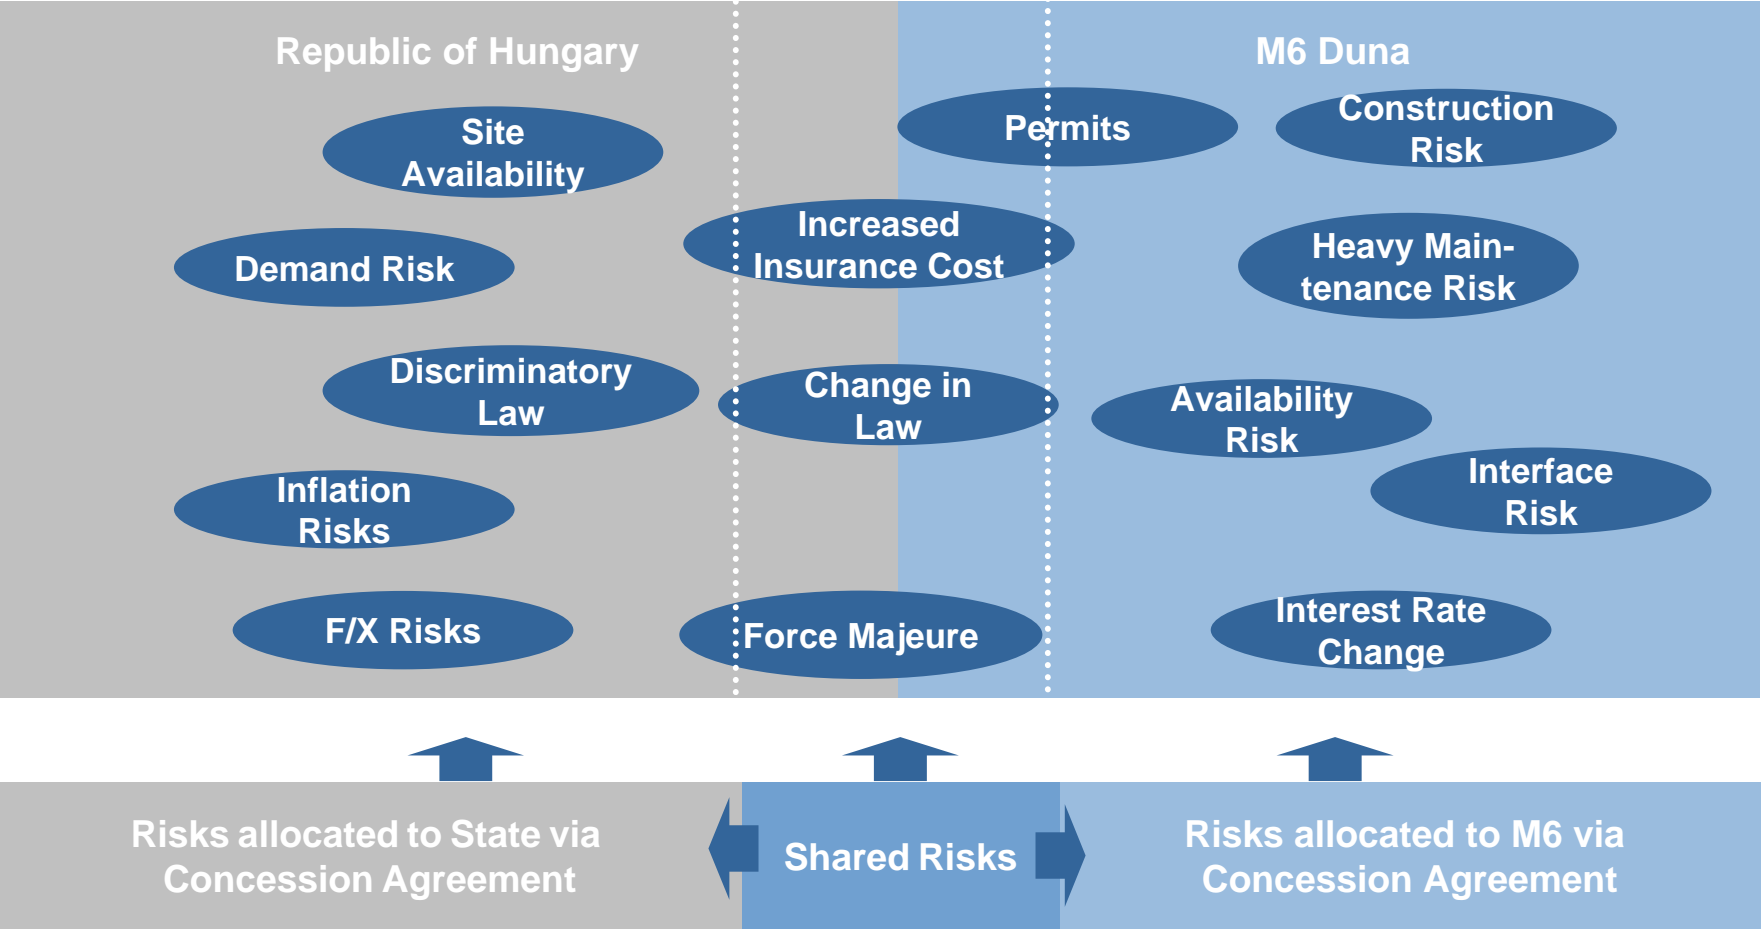 Republic of Hungary
M6 Duna
Site
Availability
Permits
Construction
Risk
Demand Risk
Increased
Insurance Cost
Heavy Main-
tenance Risk
Discriminatory
Law
Change in
Law
Availability
Risk
Inflation
Risks
Interface
Risk
F/X Risks
Force Majeure
Interest Rate
Change
Risks allocated to State via
Concession Agreement
Shared Risks
Risks allocated to M6 via
Concession Agreement